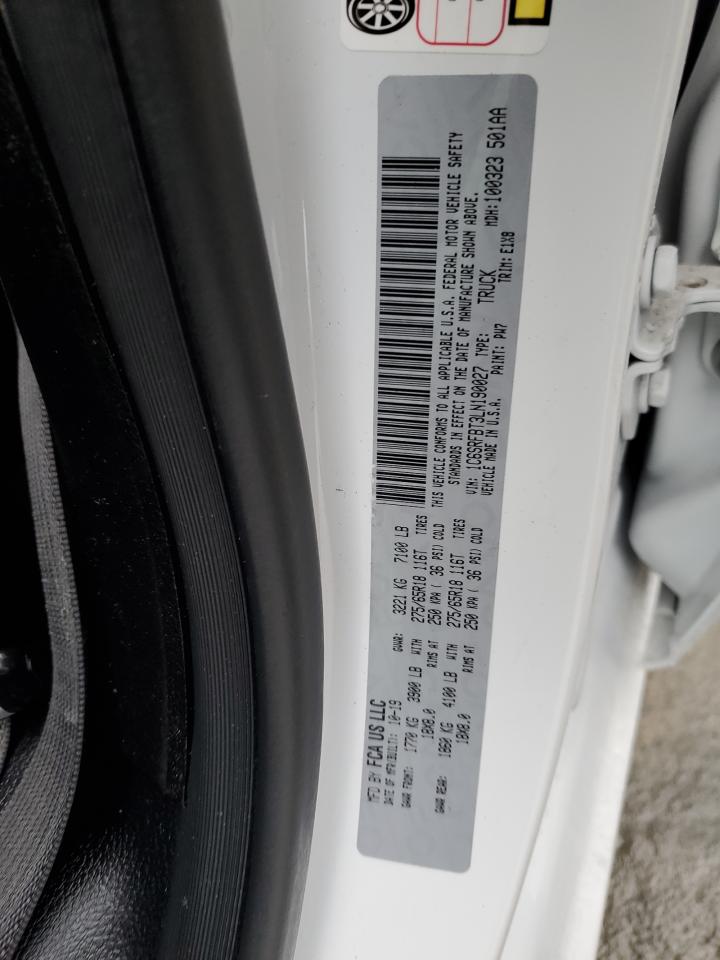 MFD BY FCA US LLC
DATE OF MFR(BUILT): 10-19
GVWR: 3221 KG 7100 LB
GAWR FRONT: 1770 KG 3900 LB WITH 275/65R18 116T TIRES
18X8.0 RIMS AT 250 KPA ( 36 PSI) COLD
GAWR REAR: 1860 KG 4100 LB WITH 275/65R18 116T TIRES
18X8.0 RIMS AT 250 KPA ( 36 PSI) COLD
THIS VEHICLE CONFORMS TO ALL APPLICABLE U.S.A. FEDERAL MOTOR VEHICLE SAFETY
STANDARDS IN EFFECT ON THE DATE OF MANUFACTURE SHOWN ABOVE.
VIN: 1C6SRFBT3LN190027 TYPE: TRUCK MDH:100323 501AA
VEHICLE MADE IN U.S.A. PAINT: PW7 TRIM: E1X8